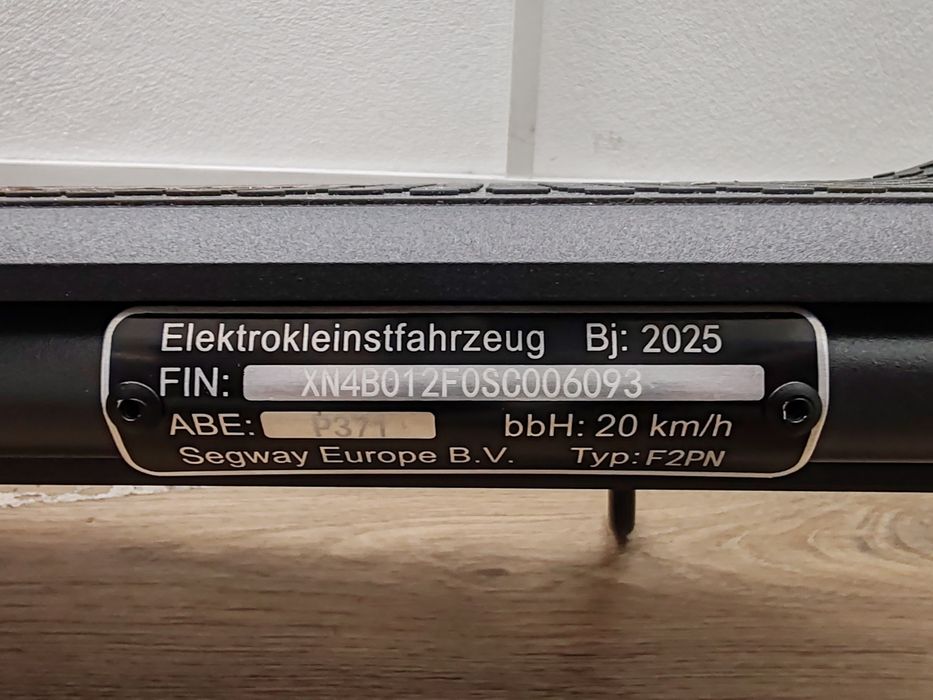 Elektrokleinstfahrzeug Bj: 2025
FIN: XN4B012F0SC006093
ABE: P371 bbH: 20 km/h
Segway Europe B.V. Typ: F2PN